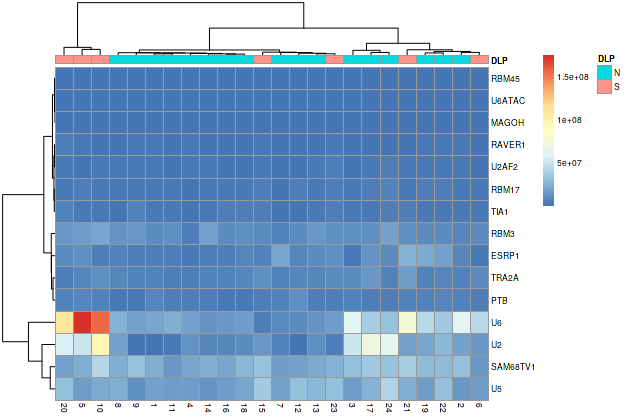 DLP
RBM45
U6ATAC
MAGOH
RAVER1
U2AF2
RBM17
TIA1
RBM3
ESRP1
TRA2A
PTB
U6
U2
SAM68TV1
U5
20 5 10 8 9 1 11 4 14 16 18 15 7 12 13 23 3 17 24 21 19 22 2 6
1.5e+08
1e+08
5e+07
DLP
N
S